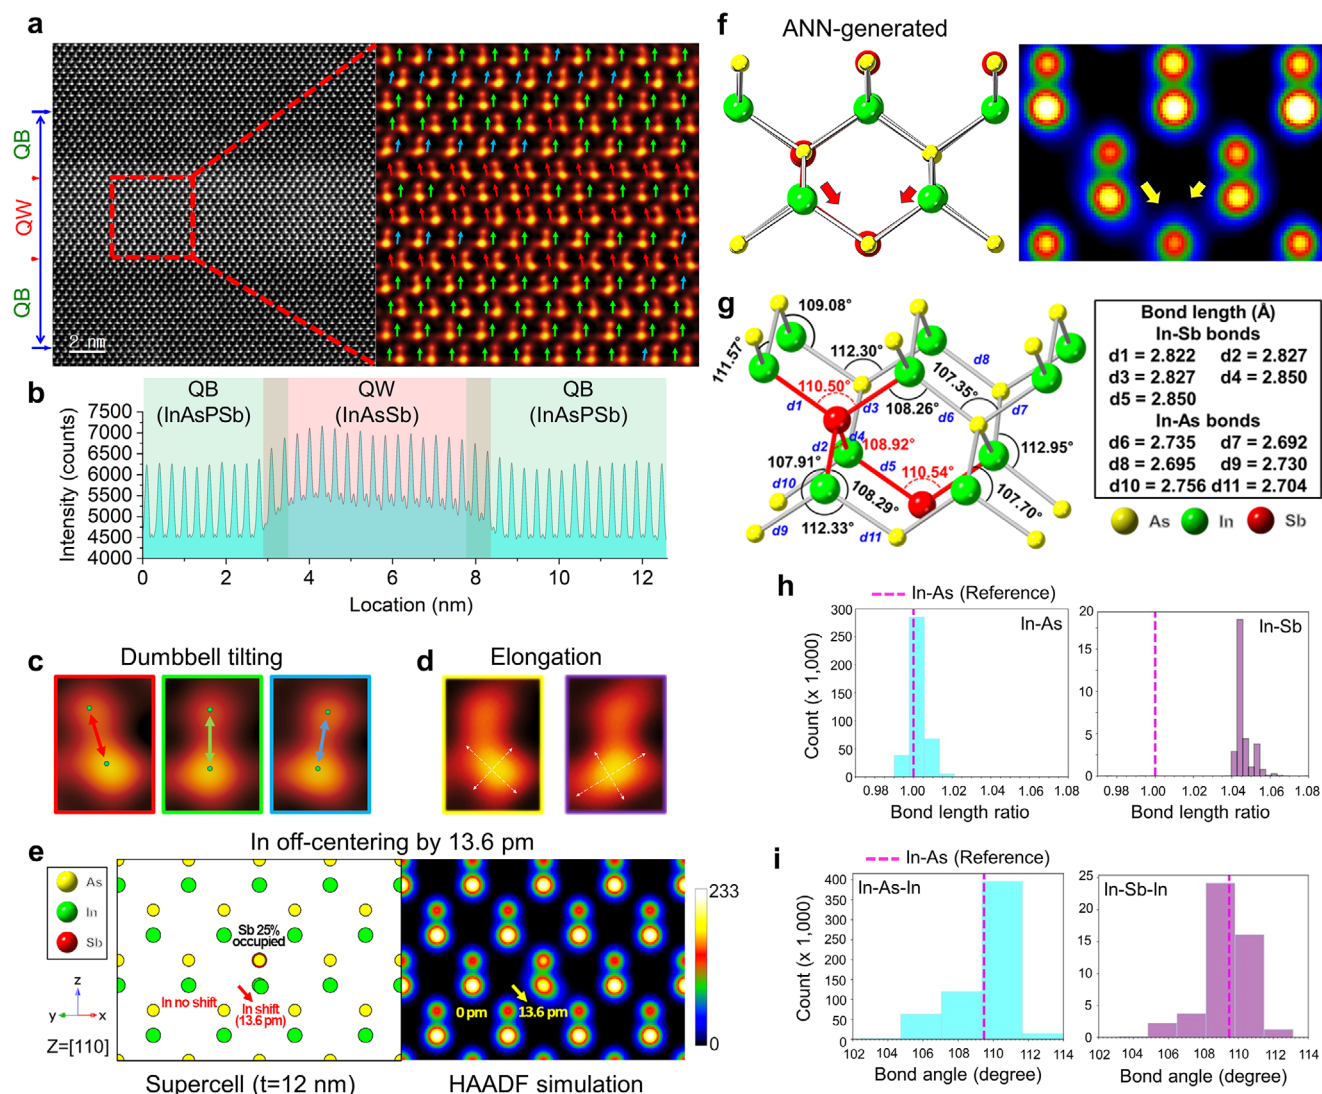 a
QB
QW
QB
2 nm
b
QB
(InAsPSb)
QW
(InAsSb)
QB
(InAsPSb)
Intensity (counts)
7500
7000
6500
6000
5500
5000
4500
4000
0 2 4 6 8 10 12
Location (nm)
c
Dumbbell tilting
d
Elongation
In off-centering by 13.6 pm
e
As
In
Sb
Sb 25%
occupied
In no shift
In shift
(13.6 pm)
z
y x
Z=[110]
Supercell (t=12 nm)
0 pm
13.6 pm
HAADF simulation
233
0
f
ANN-generated
g
109.08°
111.57°
112.30°
110.50°
107.35°
108.26°
108.92°
107.91°
108.29°
110.54°
112.95°
107.70°
112.33°
d1
d2
d3
d4
d5
d6
d7
d8
d9
d10
d11
Bond length (Å)
In-Sb bonds
d1 = 2.822 d2 = 2.827
d3 = 2.827 d4 = 2.850
d5 = 2.850
In-As bonds
d6 = 2.735 d7 = 2.692
d8 = 2.695 d9 = 2.730
d10 = 2.756 d11 = 2.704
As In Sb
h
In-As (Reference)
Count (x 1,000)
300
250
200
150
100
50
0
In-As
0.98 1.00 1.02 1.04 1.06 1.08
Bond length ratio
20
15
10
5
0
In-Sb
0.98 1.00 1.02 1.04 1.06 1.08
Bond length ratio
i
In-As (Reference)
Count (x 1,000)
400
350
300
250
200
150
100
50
0
In-As-In
102 104 106 108 110 112 114
Bond angle (degree)
25
20
15
10
5
0
In-Sb-In
102 104 106 108 110 112 114
Bond angle (degree)